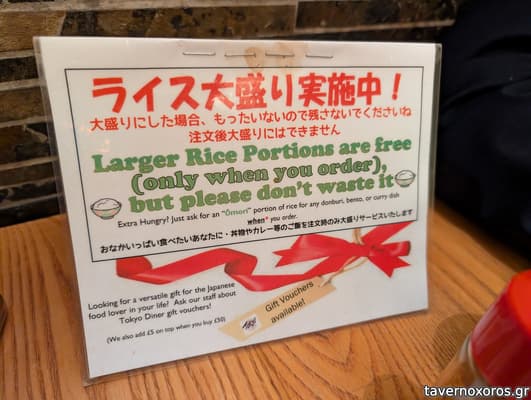 ライス大盛り実施中！
大盛りにした場合、もったいないので残さないでくださいね
注文後大盛りにはできません
Larger Rice Portions are free
(only when you order),
but please don't waste it
Extra Hungry? Just ask for an "Ōmori" portion of rice for any donburi, bento, or curry dish
when* you order.
おなかいっぱい食べたいあなたに・丼物やカレー等のご飯を注文時のみ大盛りサービスいたします
Looking for a versatile gift for the Japanese
food lover in your life? Ask our staff about
Tokyo Diner gift vouchers!
(We also add £5 on top when you buy £50)
Gift Vouchers
available!
tavernoxoros.gr